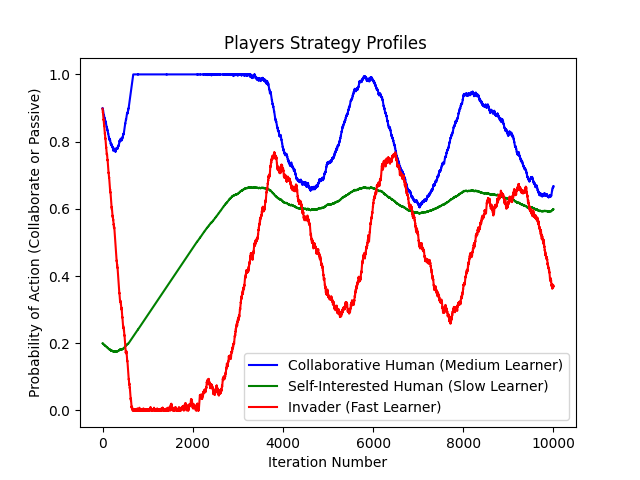 Players Strategy Profiles
Probability of Action (Collaborate or Passive)
1.0
0.8
0.6
0.4
0.2
0.0
Collaborative Human (Medium Learner)
Self-Interested Human (Slow Learner)
Invader (Fast Learner)
0 2000 4000 6000 8000 10000
Iteration Number